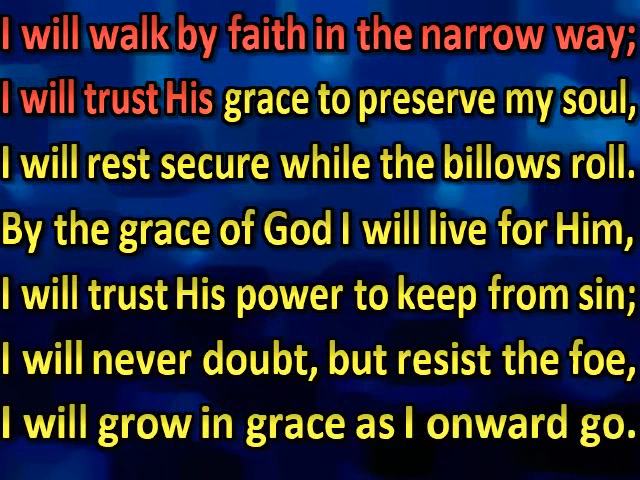 I will walk by faith in the narrow way;
I will trust His grace to preserve my soul,
I will rest secure while the billows roll.
By the grace of God I will live for Him,
I will trust His power to keep from sin;
I will never doubt, but resist the foe,
I will grow in grace as I onward go.